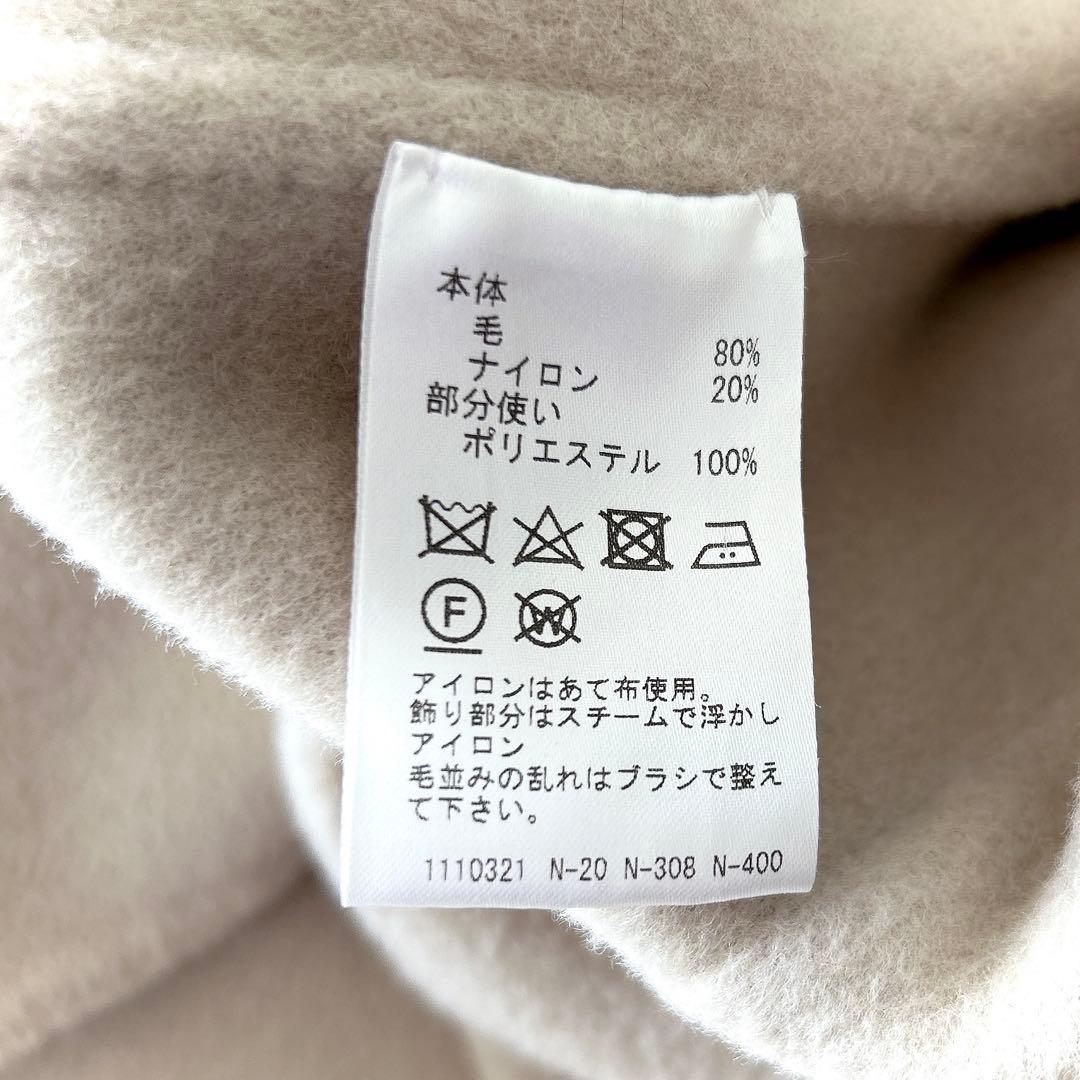 本体
毛 80%
ナイロン 20%
部分使い
ポリエステル 100%
F W
アイロンはあて布使用。
飾り部分はスチームで浮かし
アイロン
毛並みの乱れはブラシで整え
て下さい。
1110321 N-20 N-308 N-400